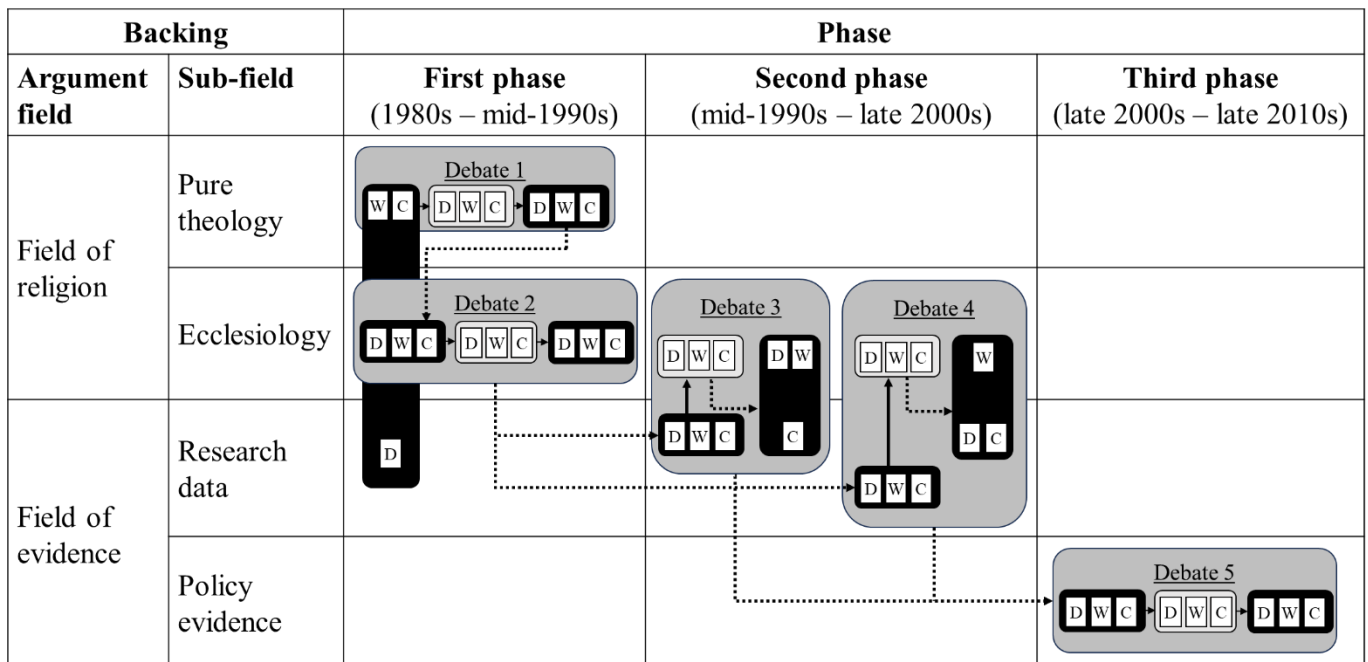 Backing
Phase
Argument
field
Sub-field
First phase
(1980s – mid-1990s)
Second phase
(mid-1990s – late 2000s)
Third phase
(late 2000s – late 2010s)
Field of
religion
Pure
theology
Debate 1
W C D W C D W C
Ecclesiology
Debate 2
D W C D W C D W C
Debate 3
D W C D W
D W C C
Debate 4
D W C W
D C
D W C
Field of
evidence
Research
data
D
Policy
evidence
Debate 5
D W C D W C D W C